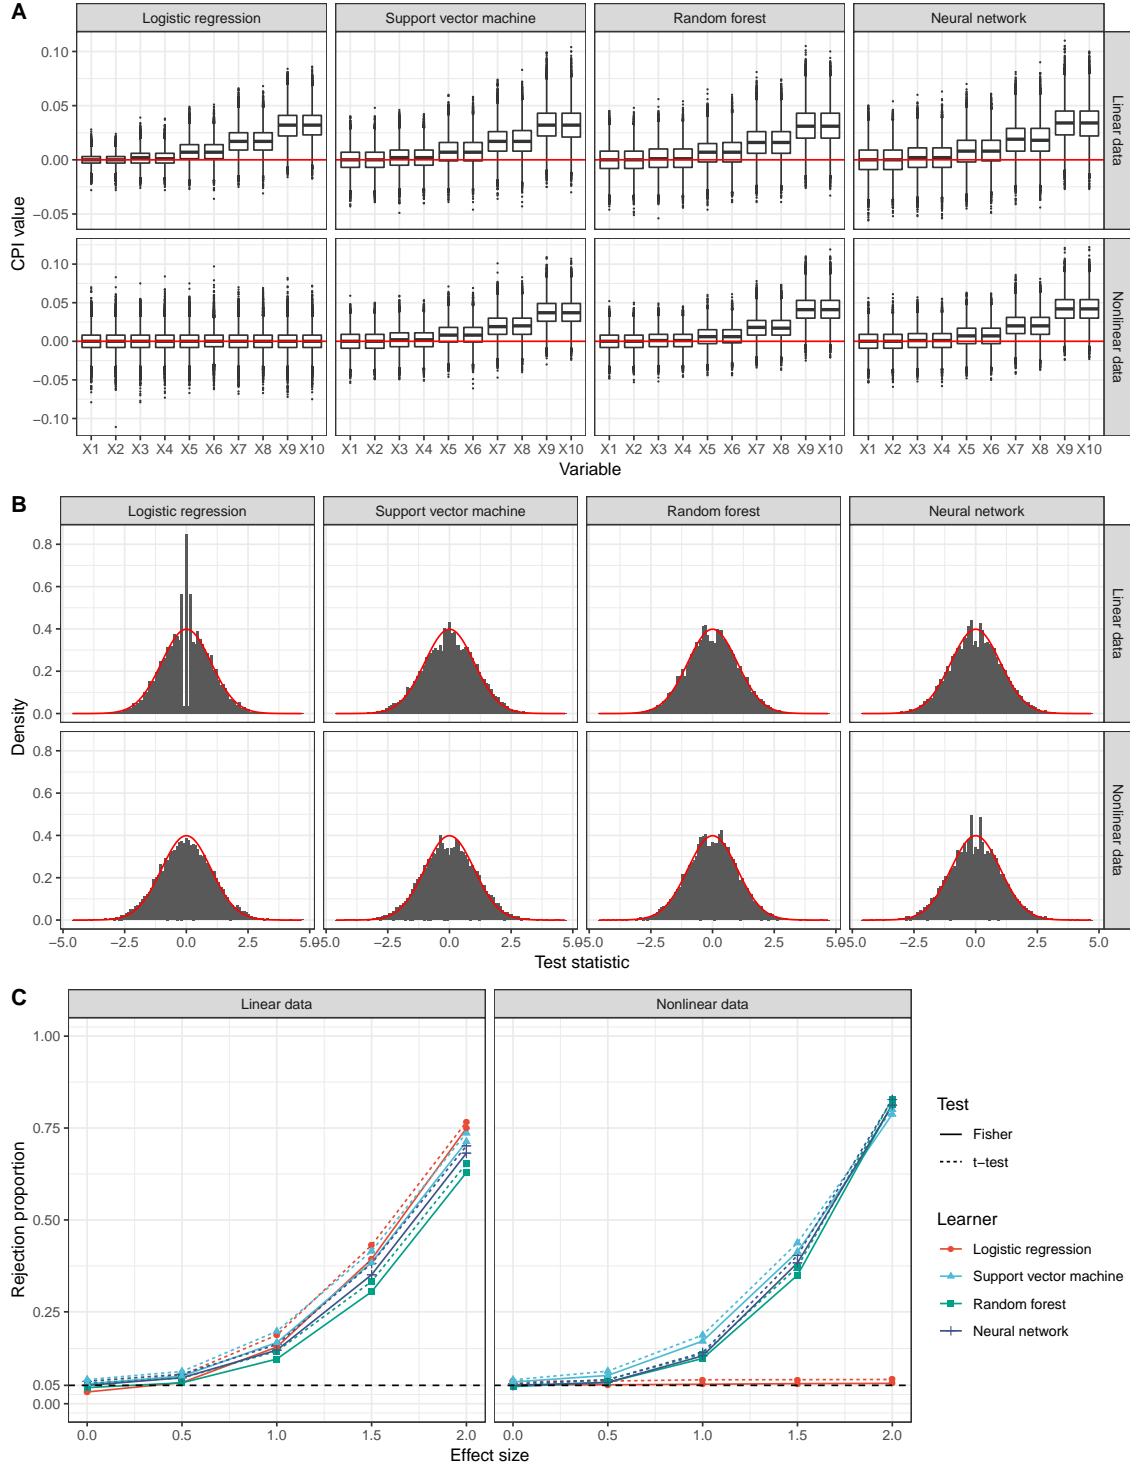 A
Logistic regression
Support vector machine
Random forest
Neural network
CPI value
0.10
0.05
0.00
−0.05
Linear data
0.10
0.05
0.00
−0.05
−0.10
Nonlinear data
X1 X2 X3 X4 X5 X6 X7 X8 X9 X10
X1 X2 X3 X4 X5 X6 X7 X8 X9 X10
X1 X2 X3 X4 X5 X6 X7 X8 X9 X10
X1 X2 X3 X4 X5 X6 X7 X8 X9 X10
Variable
B
Logistic regression
Support vector machine
Random forest
Neural network
Density
0.8
0.6
0.4
0.2
0.0
Linear data
0.8
0.6
0.4
0.2
0.0
Nonlinear data
−5.0 −2.5 0.0 2.5 5.0
−5.0 −2.5 0.0 2.5 5.0
−5.0 −2.5 0.0 2.5 5.0
−5.0 −2.5 0.0 2.5 5.0
Test statistic
C
Linear data
Nonlinear data
Rejection proportion
1.00
0.75
0.50
0.25
0.05
0.00
0.0 0.5 1.0 1.5 2.0
0.0 0.5 1.0 1.5 2.0
Effect size
Test
Fisher
t−test
Learner
Logistic regression
Support vector machine
Random forest
Neural network